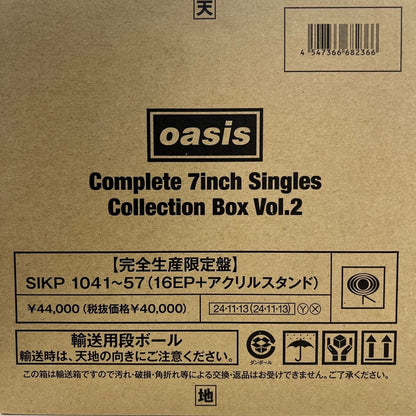 天
4 547366 682366
oasis
Complete 7inch Singles
Collection Box Vol.2
【完全生産限定盤】
SIKP 1041～57（16EP＋アクリルスタンド）
￥44,000（税抜価格￥40,000） 24･11･13（24･11･13） Ⓨ Ⓧ
輸送用段ボール
輸送時は、天地の向きにご注意ください。
ダンボール
この箱は輸送箱ですので汚れ・破損・角折れ等による交換・返品はお受けできません。ご了承ください。
地